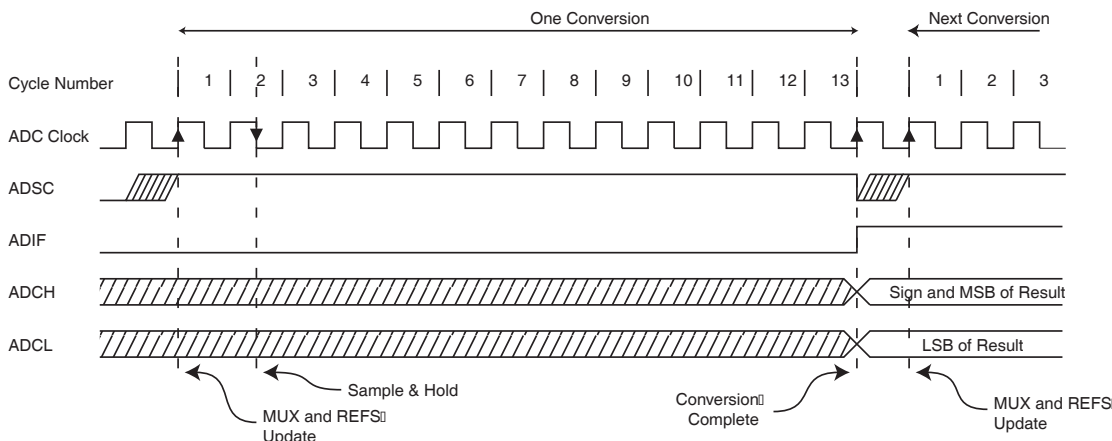 One Conversion Next Conversion
Cycle Number 1 2 3 4 5 6 7 8 9 10 11 12 13 1 2 3
ADC Clock
ADSC
ADIF
ADCH Sign and MSB of Result
ADCL LSB of Result
Sample & Hold
MUX and REFS
Update
Conversion
Complete
MUX and REFS
Update